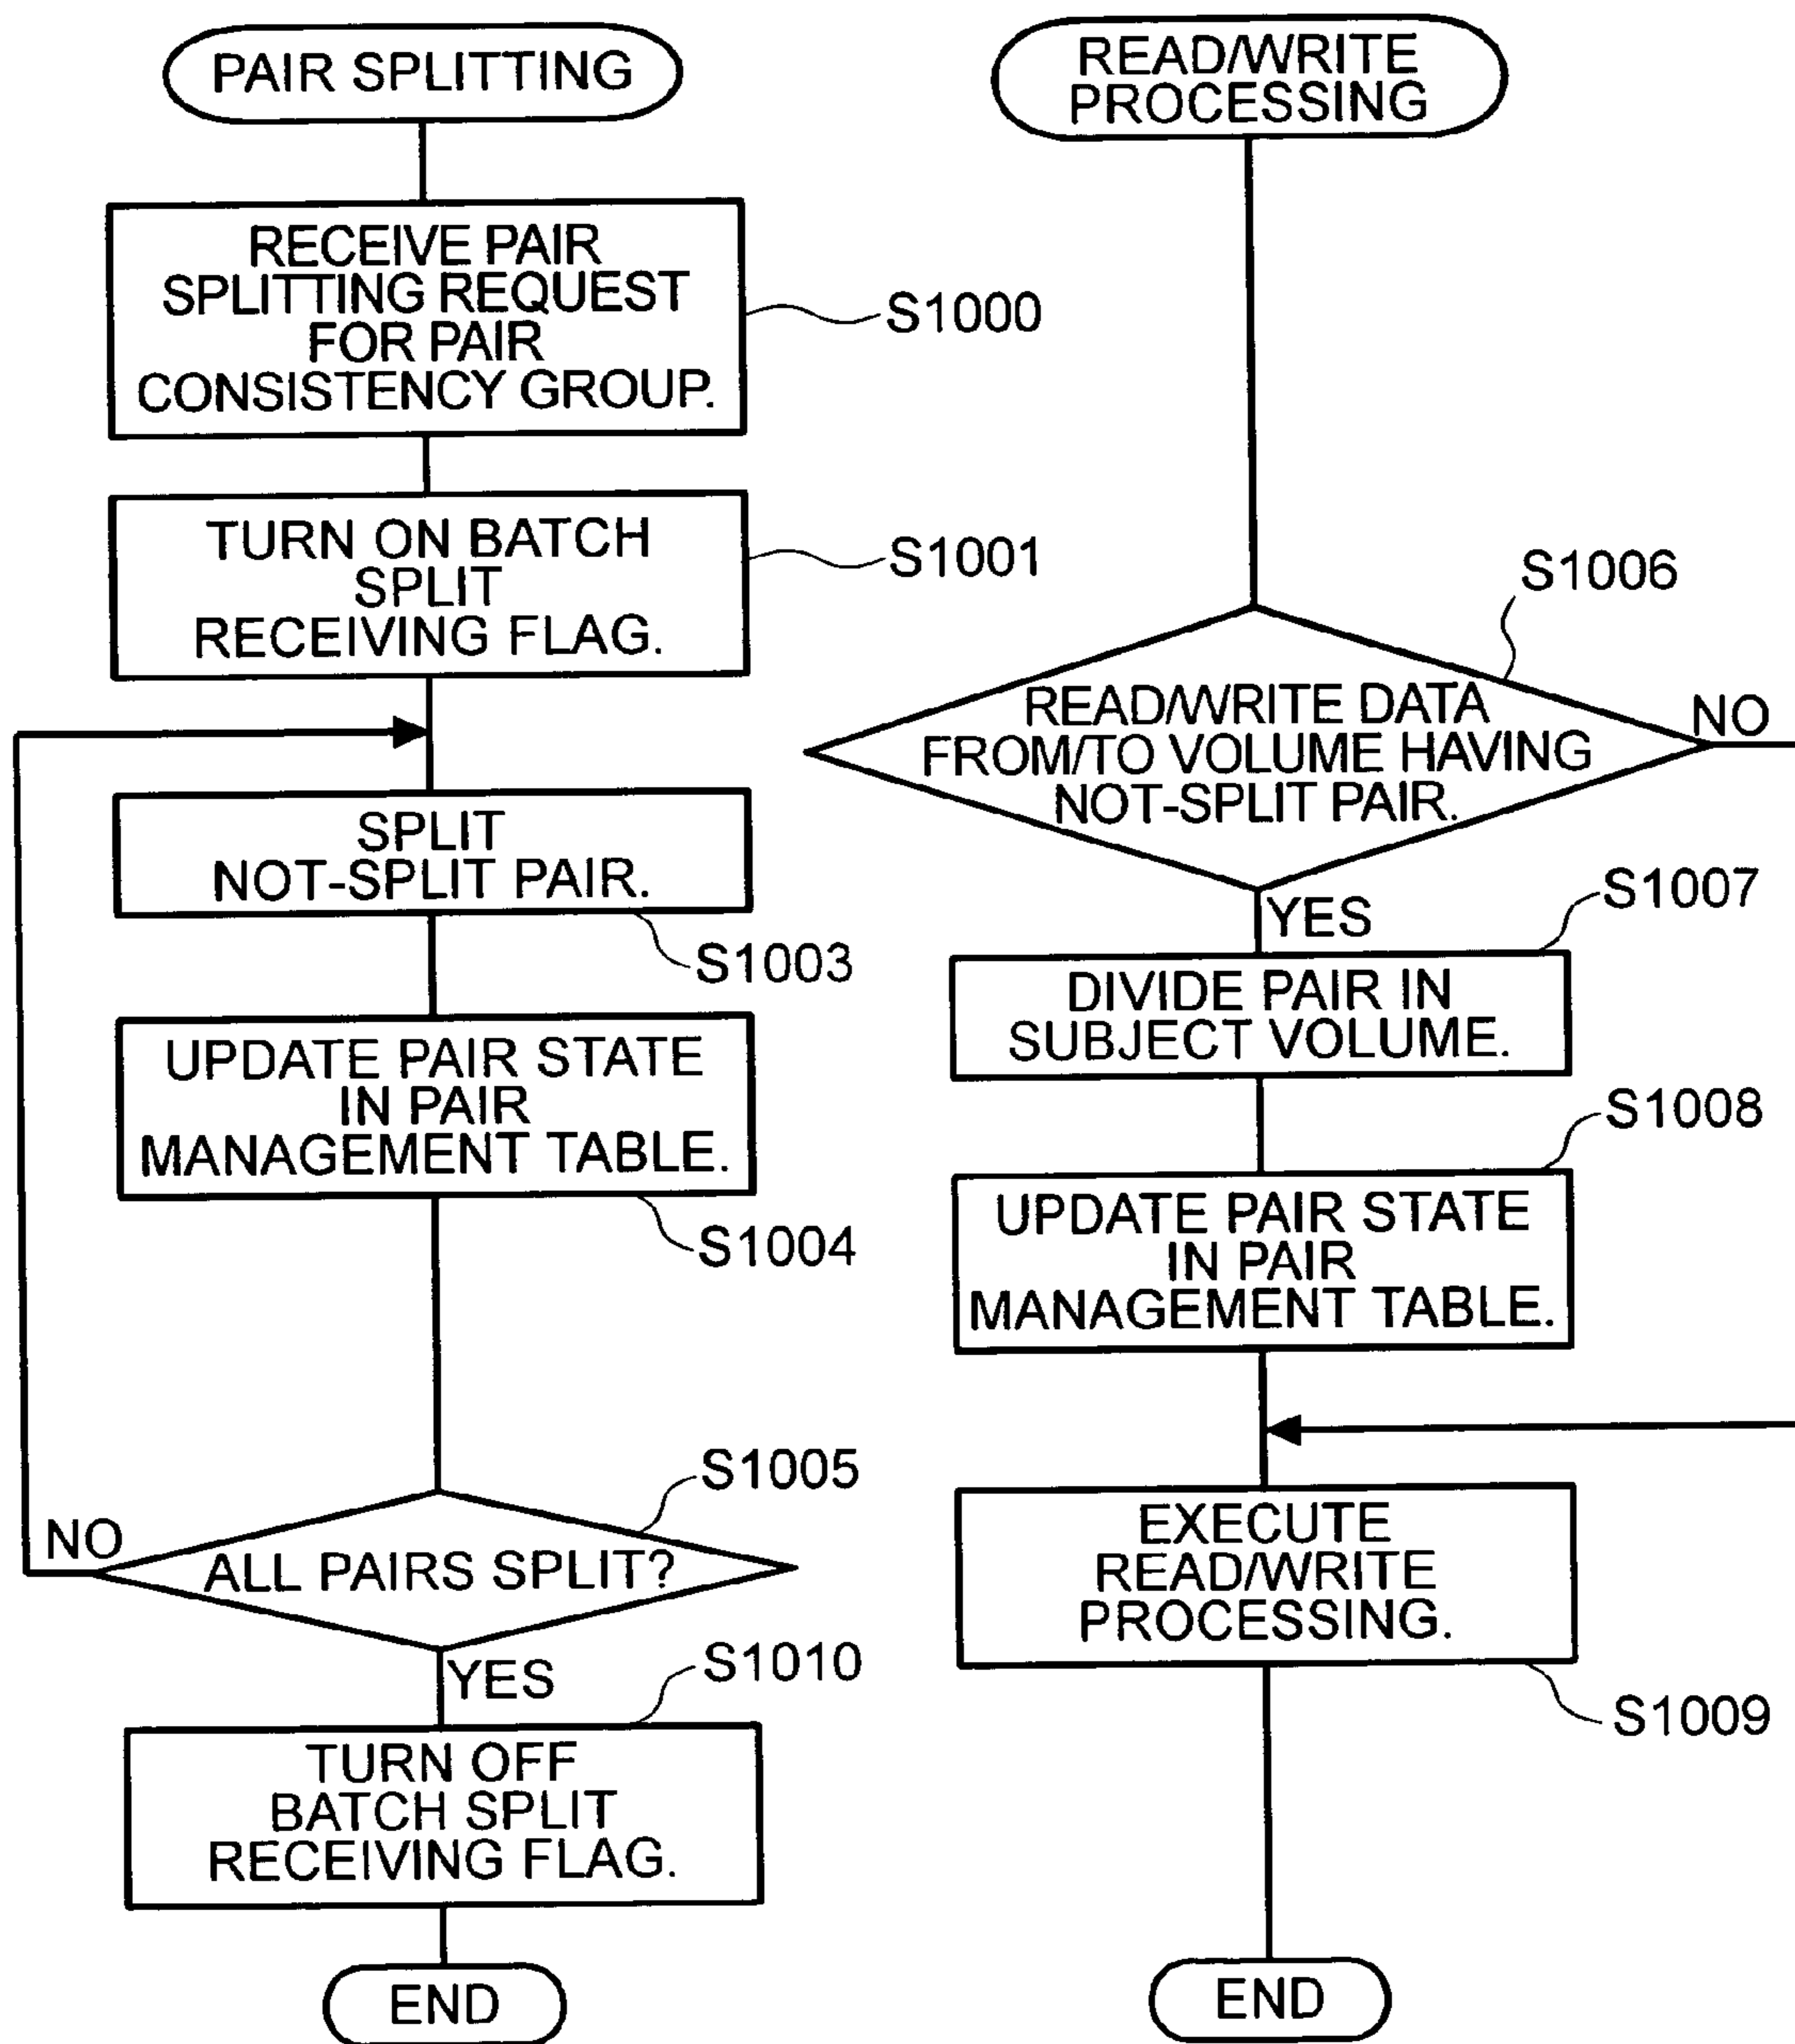 PAIR SPLITTING
RECEIVE PAIR
SPLITTING REQUEST
FOR PAIR
CONSISTENCY GROUP.
S1000
TURN ON BATCH
SPLIT
RECEIVING FLAG.
S1001
SPLIT
NOT-SPLIT PAIR.
S1003
UPDATE PAIR STATE
IN PAIR
MANAGEMENT TABLE.
S1004
S1005
NO
ALL PAIRS SPLIT?
YES
S1010
TURN OFF
BATCH SPLIT
RECEIVING FLAG.
END
READ/WRITE
PROCESSING
S1006
READ/WRITE DATA
FROM/TO VOLUME HAVING
NOT-SPLIT PAIR.
NO
YES
S1007
DIVIDE PAIR IN
SUBJECT VOLUME.
S1008
UPDATE PAIR STATE
IN PAIR
MANAGEMENT TABLE.
EXECUTE
READ/WRITE
PROCESSING.
S1009
END